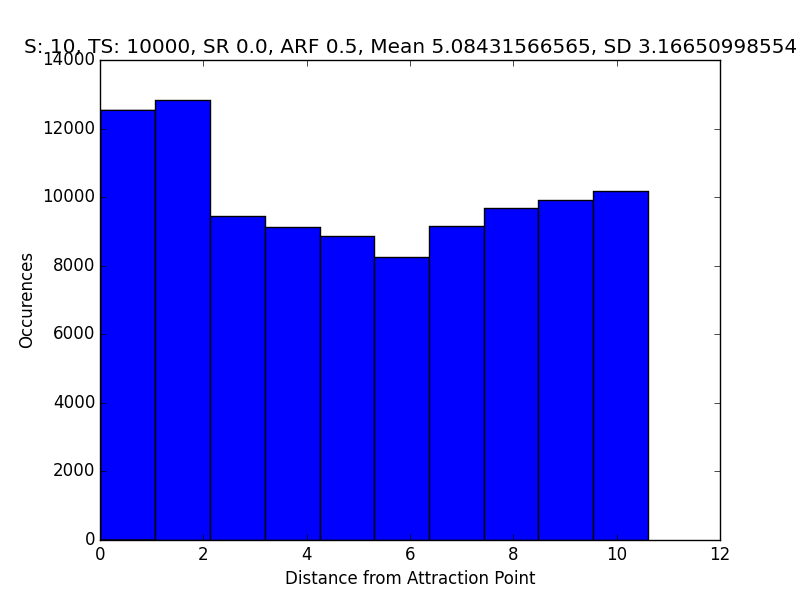 S: 10, TS: 10000, SR 0.0, ARF 0.5, Mean 5.08431566565, SD 3.16650998554
14000
12000
10000
8000
6000
4000
2000
0
Occurences
0 2 4 6 8 10 12
Distance from Attraction Point